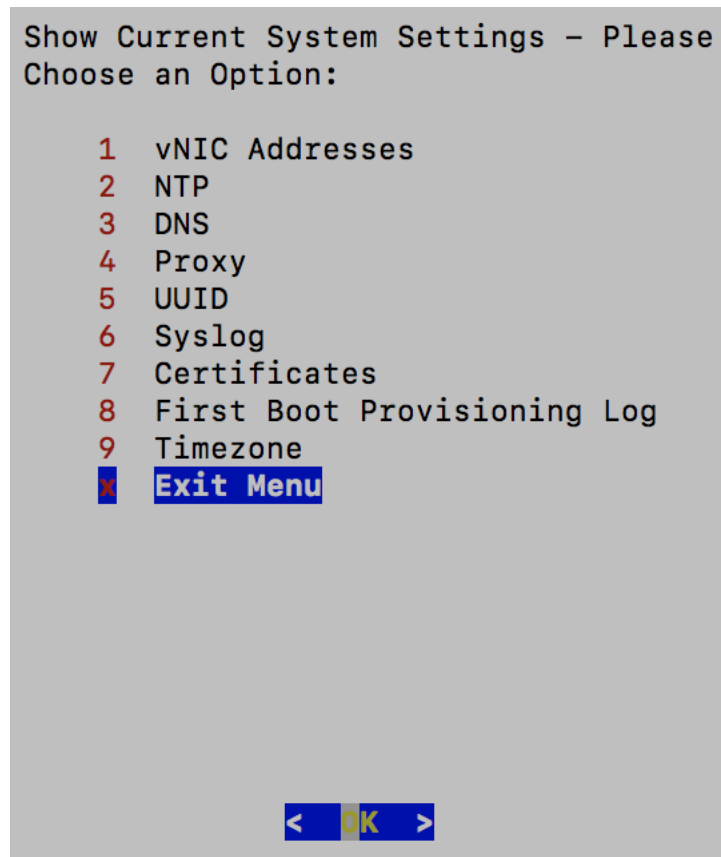 Show Current System Settings – Please
Choose an Option:
1 vNIC Addresses
2 NTP
3 DNS
4 Proxy
5 UUID
6 Syslog
7 Certificates
8 First Boot Provisioning Log
9 Timezone
x Exit Menu
< OK >